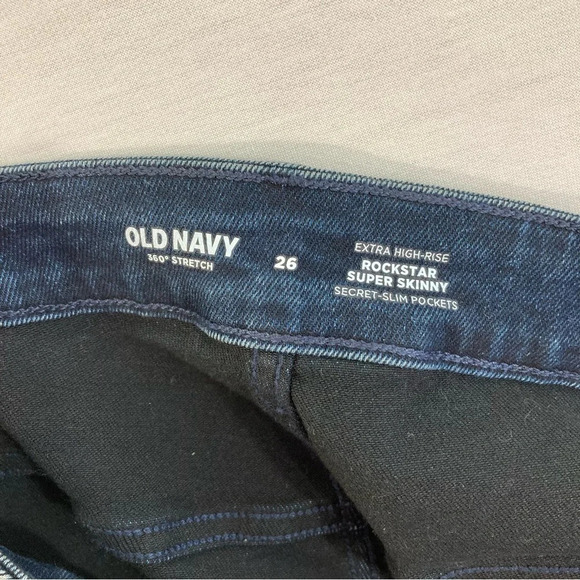 OLD NAVY
360° STRETCH
26
EXTRA HIGH-RISE
ROCKSTAR
SUPER SKINNY
SECRET-SLIM POCKETS